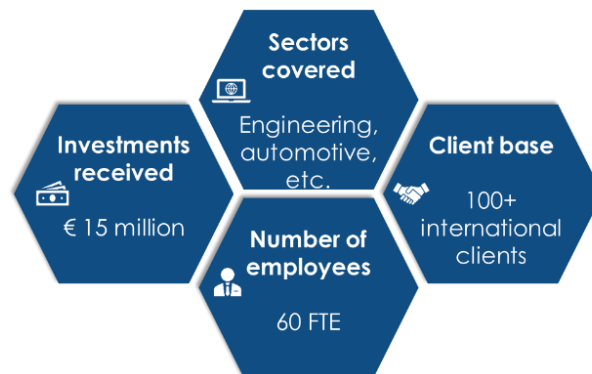 Sectors
covered
Engineering,
automotive,
etc.
Investments
received
€ 15 million
Client base
100+
international
clients
Number of
employees
60 FTE